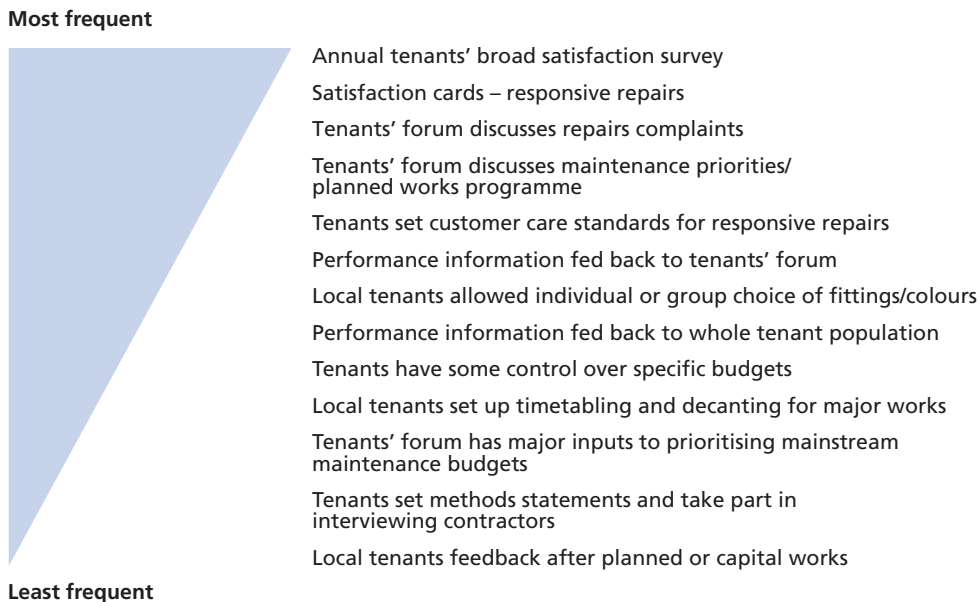 Most frequent
Annual tenants’ broad satisfaction survey
Satisfaction cards – responsive repairs
Tenants’ forum discusses repairs complaints
Tenants’ forum discusses maintenance priorities/
planned works programme
Tenants set customer care standards for responsive repairs
Performance information fed back to tenants’ forum
Local tenants allowed individual or group choice of fittings/colours
Performance information fed back to whole tenant population
Tenants have some control over specific budgets
Local tenants set up timetabling and decanting for major works
Tenants’ forum has major inputs to prioritising mainstream
maintenance budgets
Tenants set methods statements and take part in
interviewing contractors
Local tenants feedback after planned or capital works
Least frequent